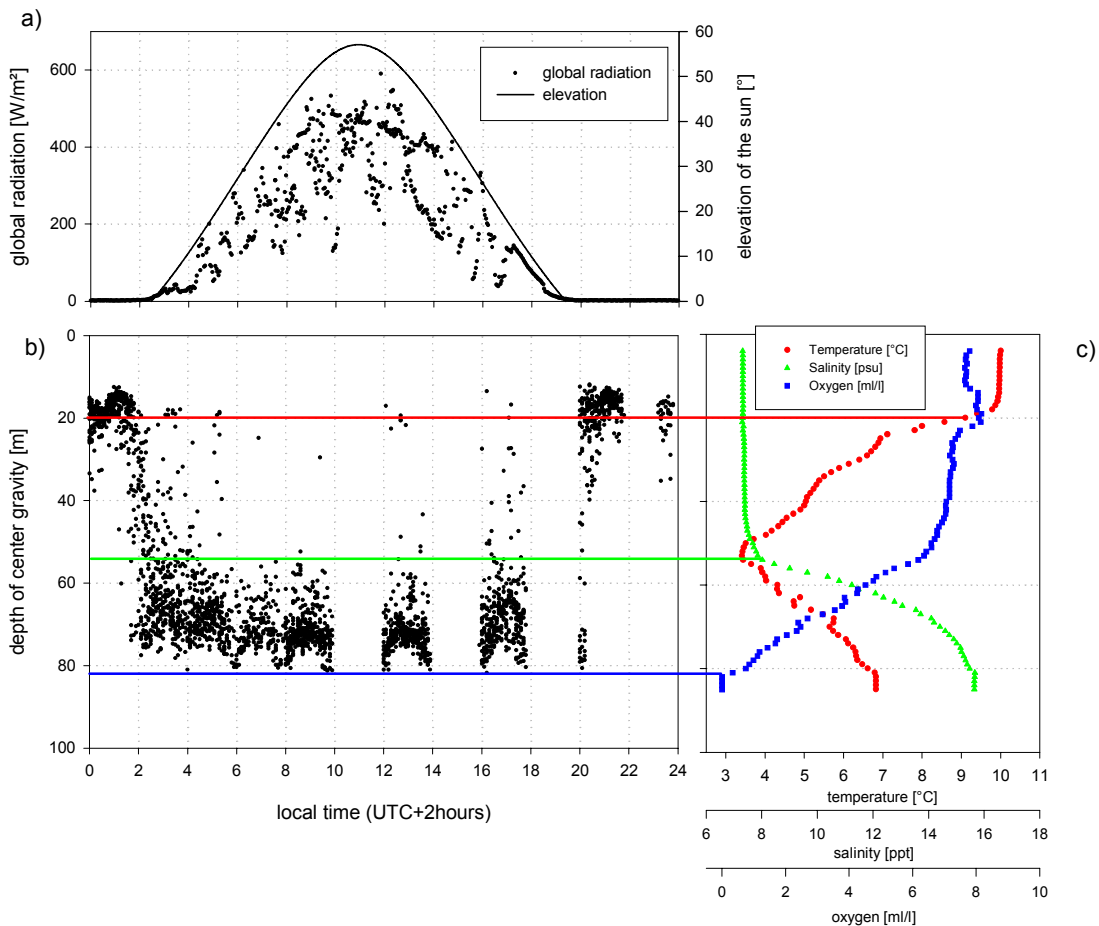 a)
global radiation [W/m²]
600
400
200
0
global radiation
elevation
60
50
40
30
20
10
0
elevation of the sun [°]
b)
depth of center gravity [m]
0
20
40
60
80
100
0 2 4 6 8 10 12 14 16 18 20 22 24
local time (UTC+2hours)
c)
Temperature [°C]
Salinity [psu]
Oxygen [ml/l]
3 4 5 6 7 8 9 10 11
temperature [°C]
6 8 10 12 14 16 18
salinity [ppt]
0 2 4 6 8 10
oxygen [ml/l]